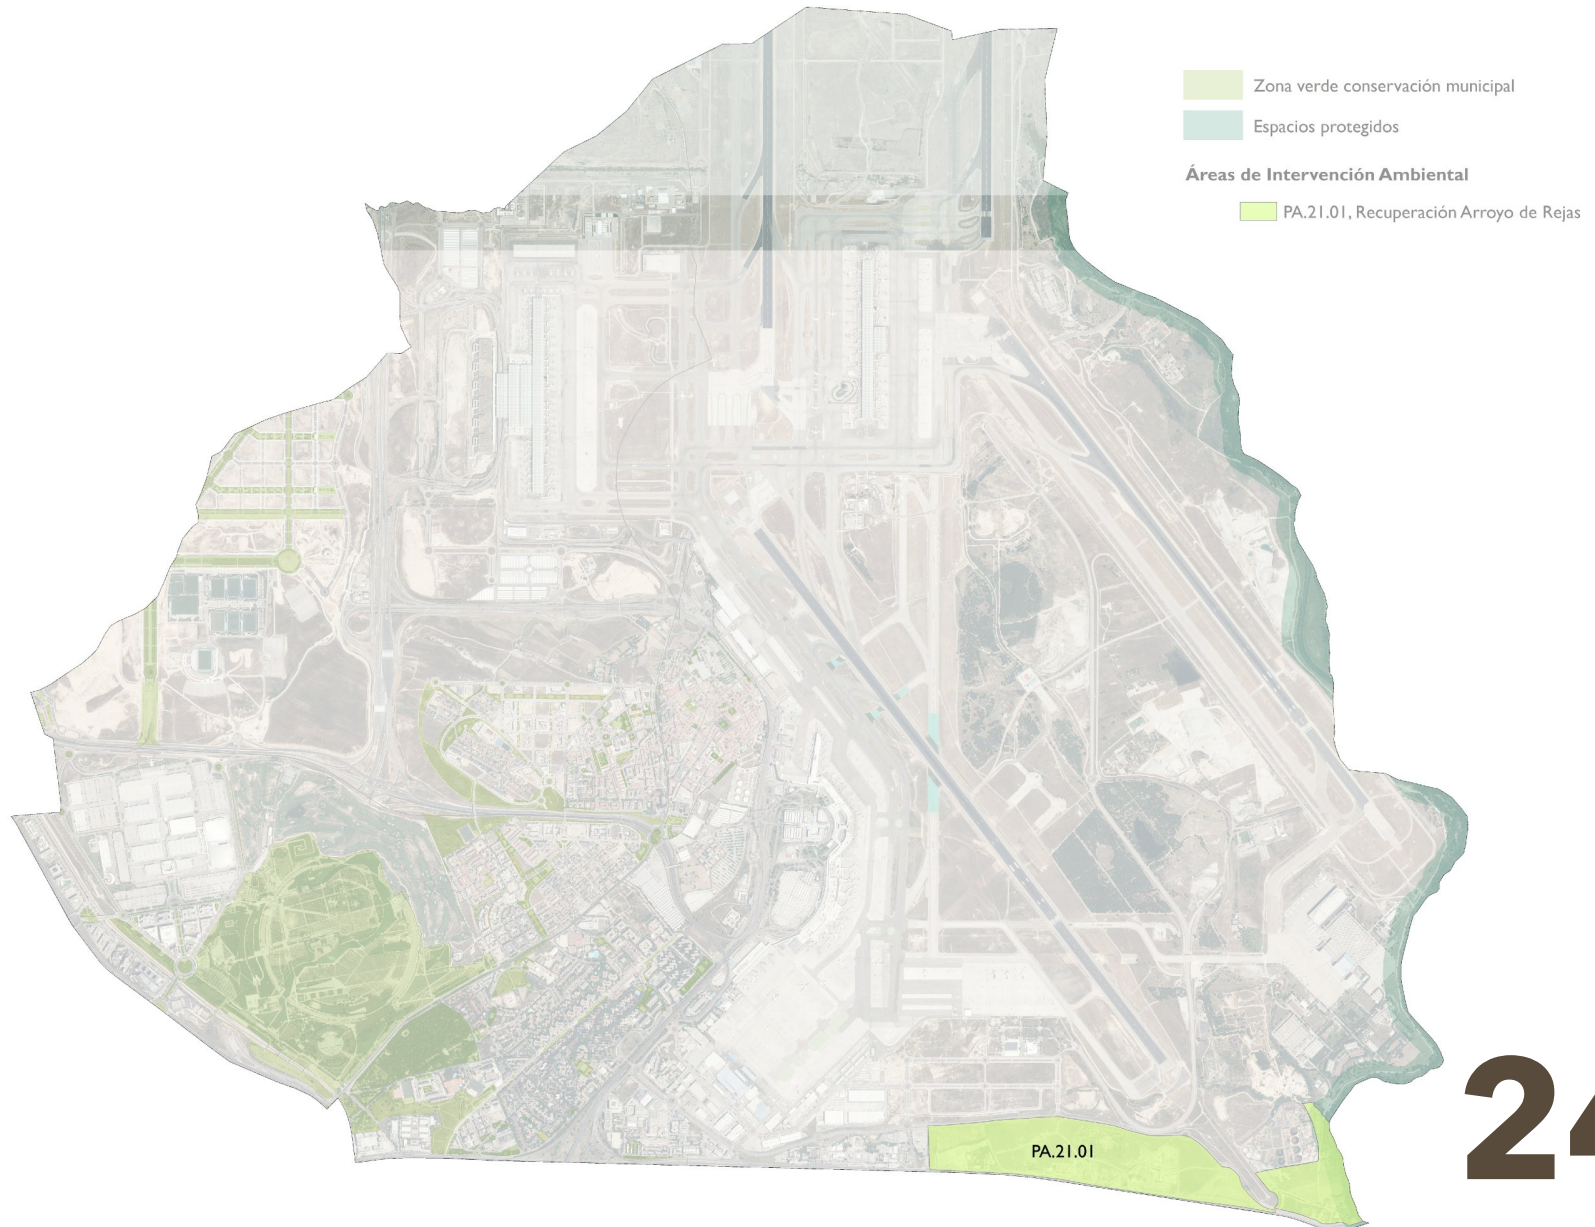 Zona verde conservación municipal
Espacios protegidos
Áreas de Intervención Ambiental
PA.21.01, Recuperación Arroyo de Rejas
PA.21.01
24